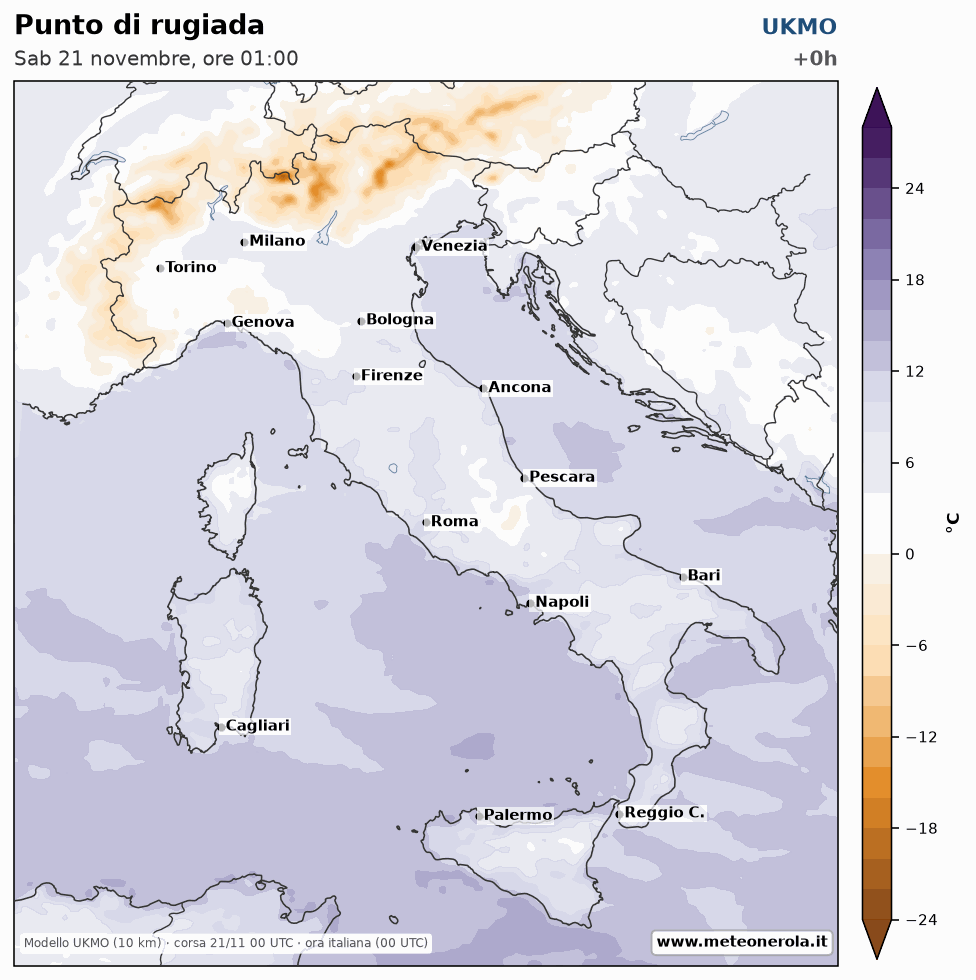 Punto di rugiada
UKMO
Sab 21 novembre, ore 01:00
+0h
Milano
Venezia
Torino
Genova
Bologna
Firenze
Ancona
Pescara
Roma
Bari
Napoli
Cagliari
Palermo
Reggio C.
24
18
12
6
0
−6
−12
−18
−24
°C
Modello UKMO (10 km) · corsa 21/11 00 UTC · ora italiana (00 UTC)
www.meteonerola.it